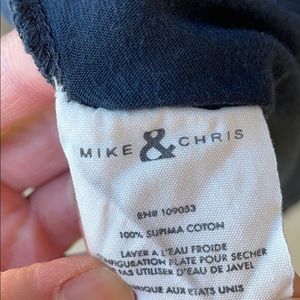 MIKE & CHRIS
RN# 109053
100% SUPIMA COTON
LAVER À L'EAU FROIDE
CONFIGURATION PLATE POUR SECHER
PAS UTILISER D'EAU DE JAVEL
RIQUE AUX ETATS UNIS